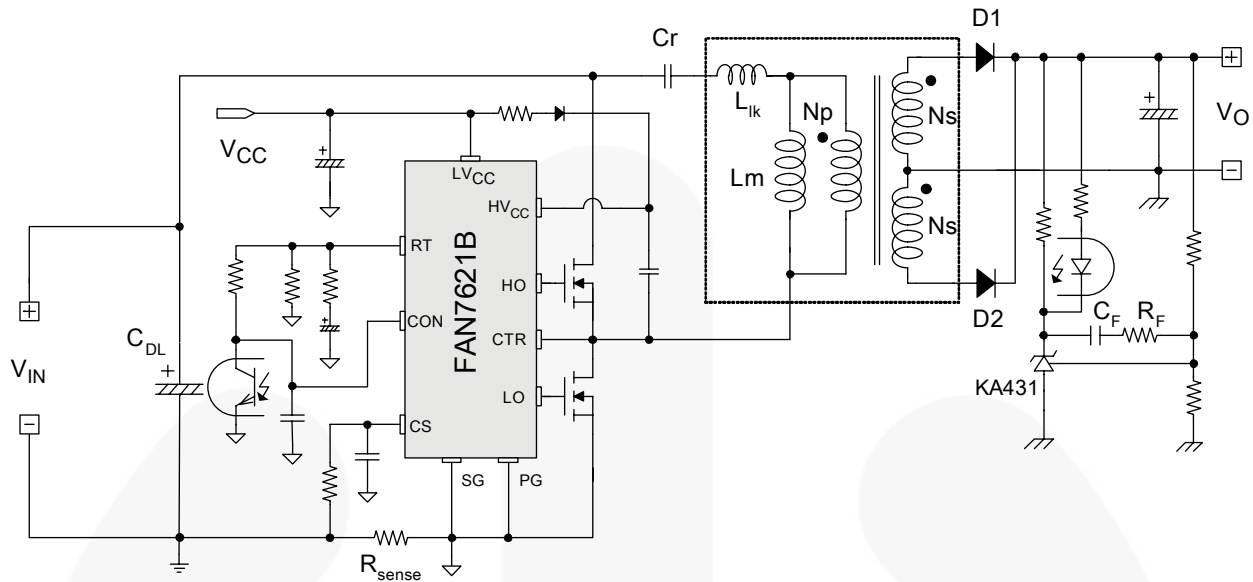 D1
Cr
L_lk
Np
Ns
V_O
V_CC
Lm
LV_CC
HV_CC
Ns
RT
FAN7621B
HO
CON
CTR
D2
C_F
R_F
C_DL
V_IN
LO
KA431
CS
SG
PG
R_sense